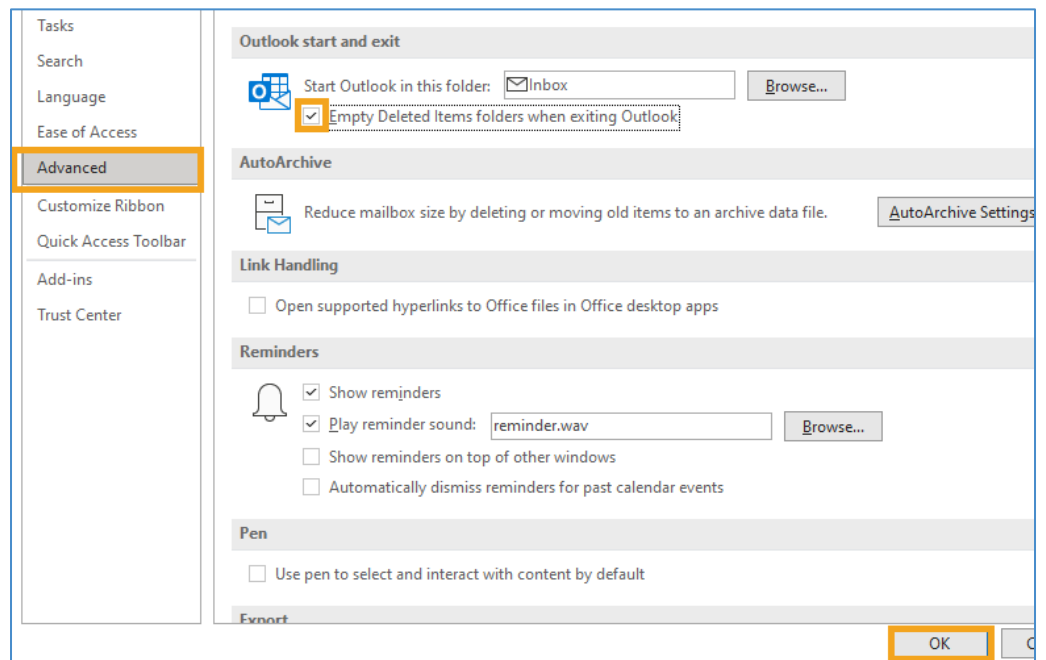 Tasks
Search
Language
Ease of Access
Advanced
Customize Ribbon
Quick Access Toolbar
Add-ins
Trust Center
Outlook start and exit
Start Outlook in this folder: Inbox Browse...
Empty Deleted Items folders when exiting Outlook
AutoArchive
Reduce mailbox size by deleting or moving old items to an archive data file. AutoArchive Settings
Link Handling
Open supported hyperlinks to Office files in Office desktop apps
Reminders
Show reminders
Play reminder sound: reminder.wav Browse...
Show reminders on top of other windows
Automatically dismiss reminders for past calendar events
Pen
Use pen to select and interact with content by default
Export
OK